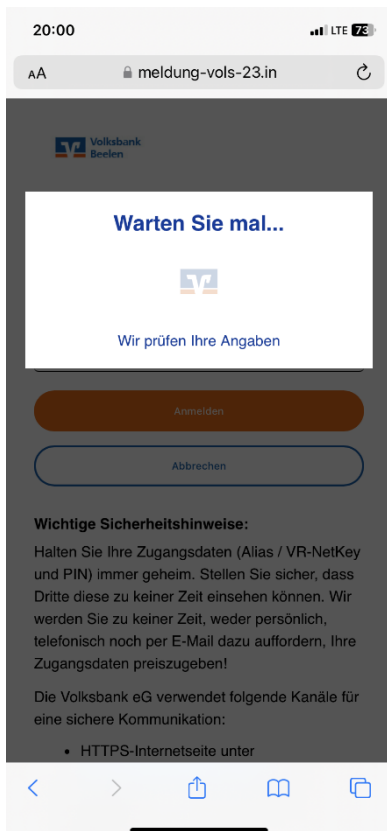 20:00
LTE 73
AA
meldung-vols-23.in
Volksbank
Beelen
Warten Sie mal...
Wir prüfen Ihre Angaben
Anmelden
Abbrechen
Wichtige Sicherheitshinweise:
Halten Sie Ihre Zugangsdaten (Alias / VR-NetKey
und PIN) immer geheim. Stellen Sie sicher, dass
Dritte diese zu keiner Zeit einsehen können. Wir
werden Sie zu keiner Zeit, weder persönlich,
telefonisch noch per E-Mail dazu auffordern, Ihre
Zugangsdaten preiszugeben!
Die Volksbank eG verwendet folgende Kanäle für
eine sichere Kommunikation:
• HTTPS-Internetseite unter